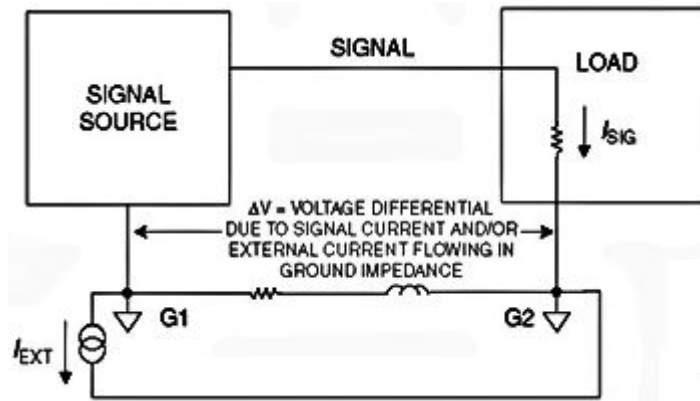 SIGNAL
LOAD
SIGNAL
SOURCE
ISIG
ΔV = VOLTAGE DIFFERENTIAL
DUE TO SIGNAL CURRENT AND/OR
EXTERNAL CURRENT FLOWING IN
GROUND IMPEDANCE
G1
G2
IEXT